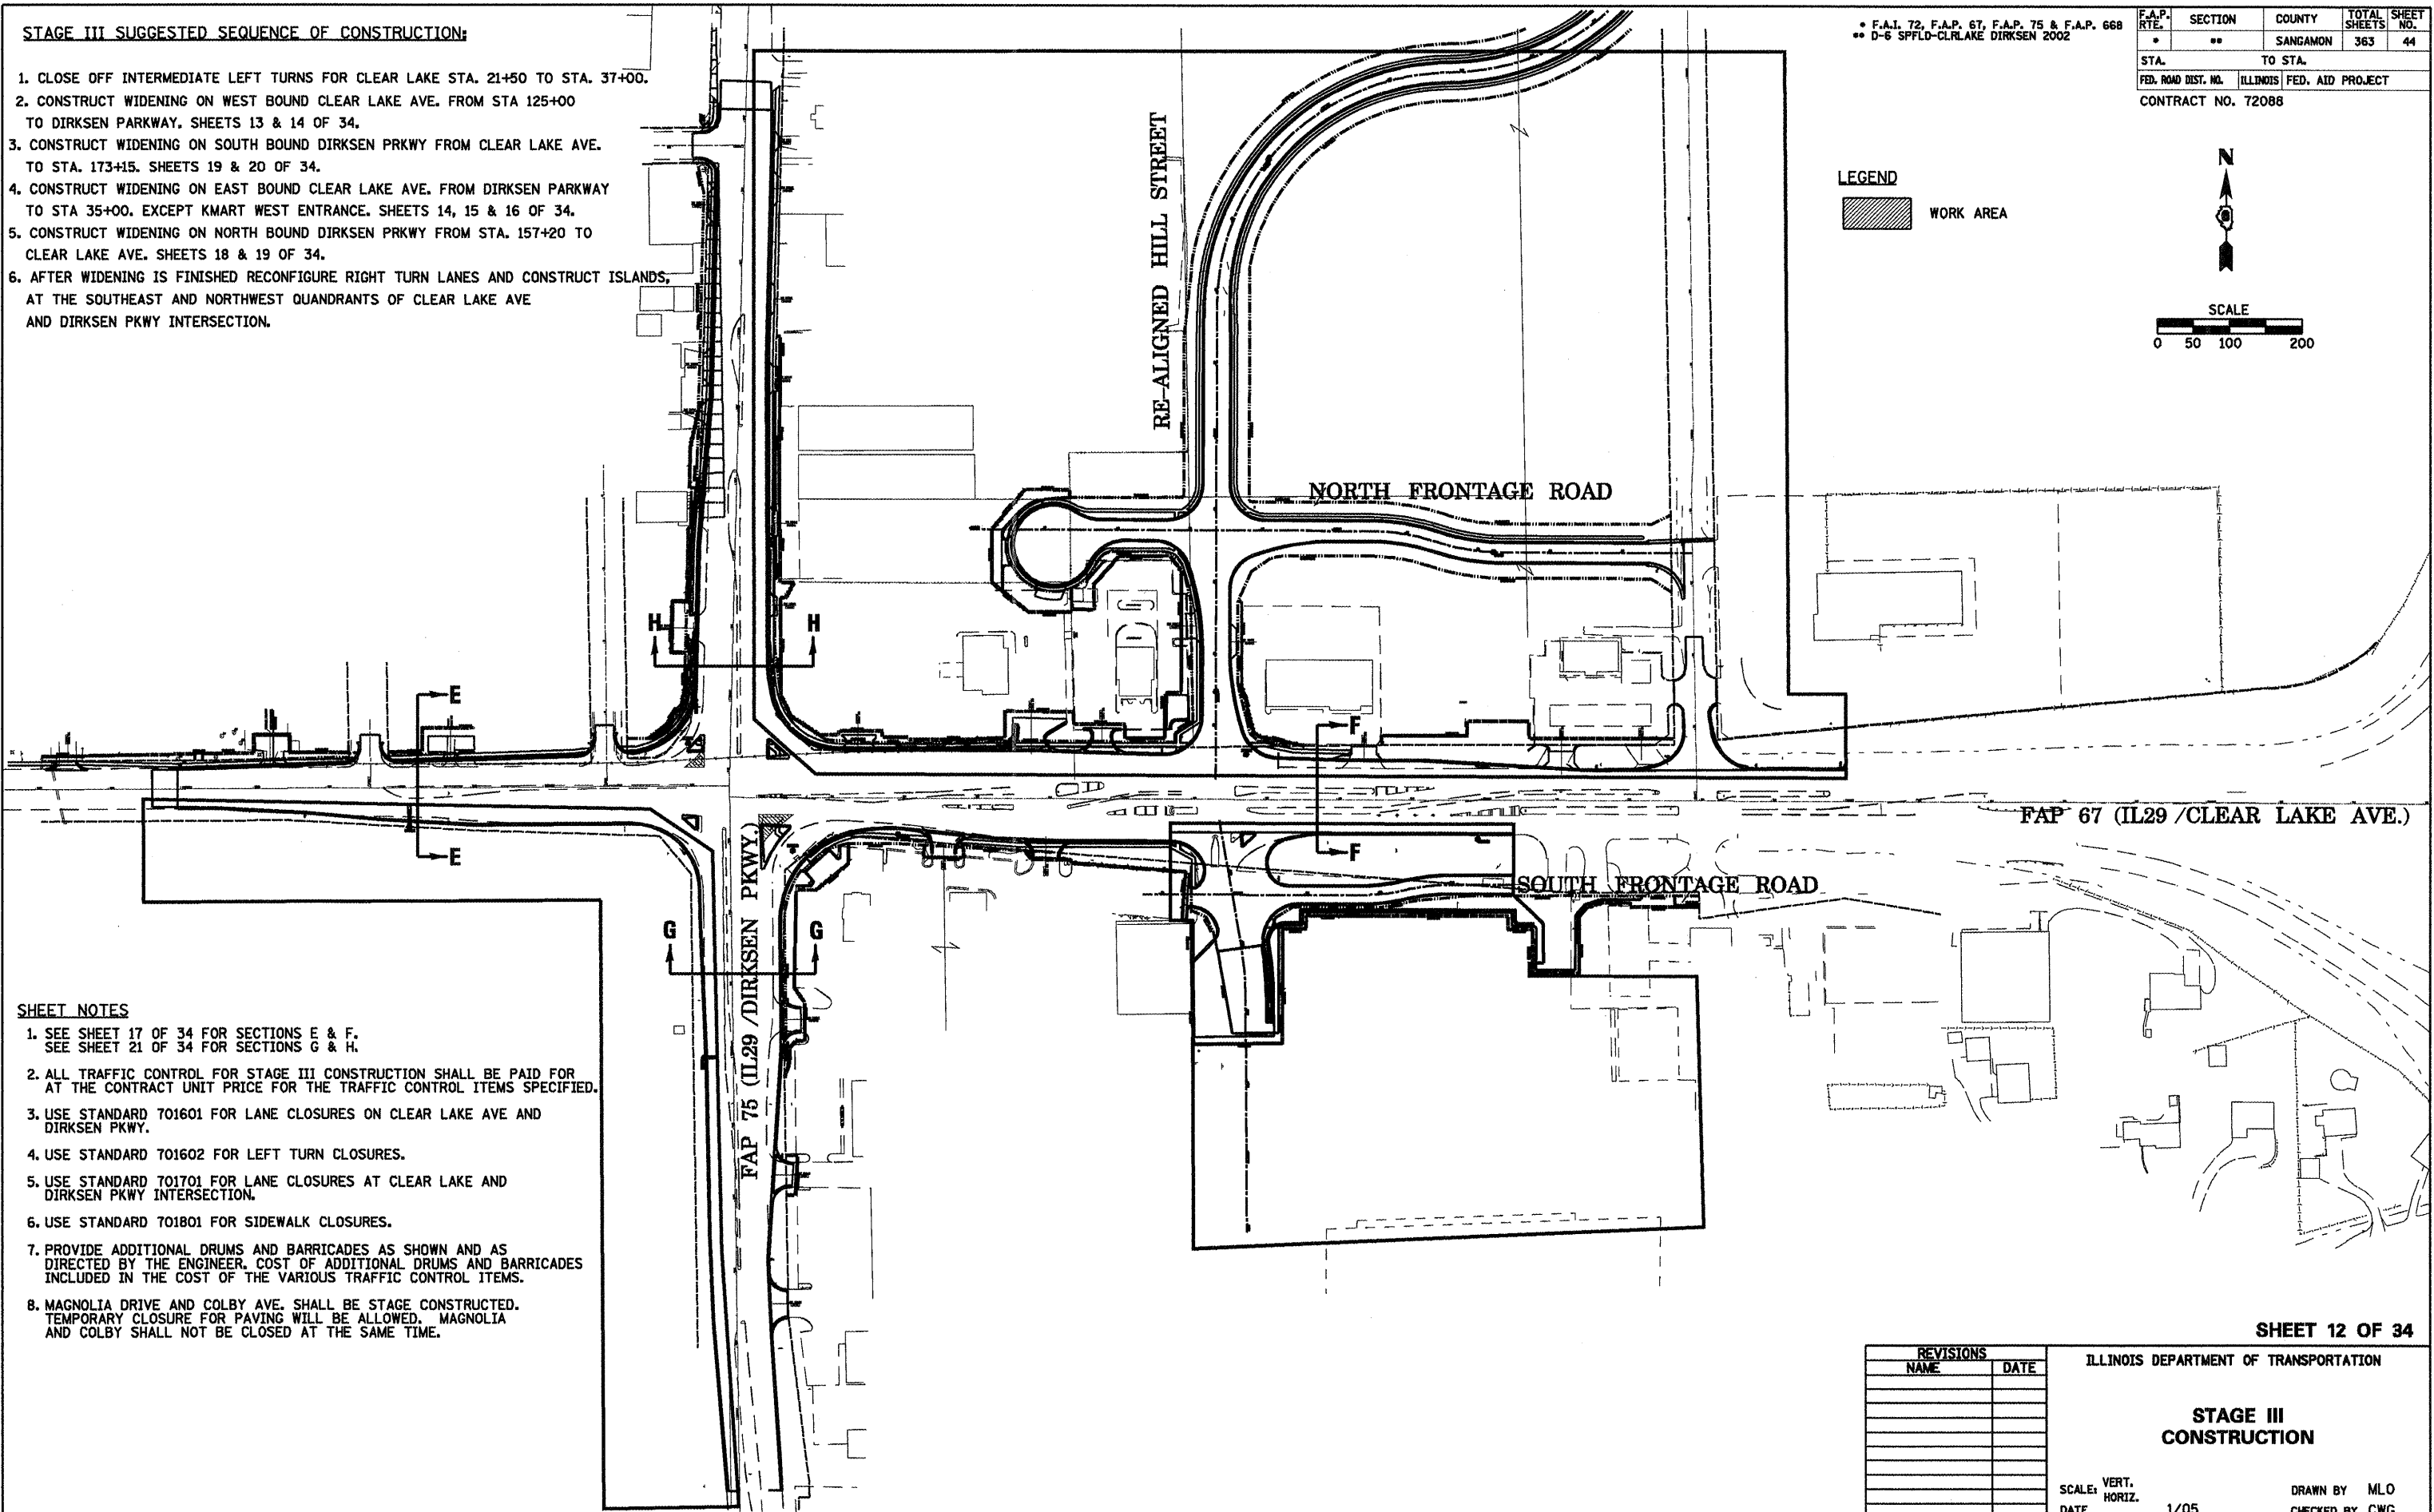 STAGE III SUGGESTED SEQUENCE OF CONSTRUCTION:
1. CLOSE OFF INTERMEDIATE LEFT TURNS FOR CLEAR LAKE STA. 21+50 TO STA. 37+00.
2. CONSTRUCT WIDENING ON WEST BOUND CLEAR LAKE AVE. FROM STA 125+00
TO DIRKSEN PARKWAY. SHEETS 13 & 14 OF 34.
3. CONSTRUCT WIDENING ON SOUTH BOUND DIRKSEN PRKWY FROM CLEAR LAKE AVE.
TO STA. 173+15. SHEETS 19 & 20 OF 34.
4. CONSTRUCT WIDENING ON EAST BOUND CLEAR LAKE AVE. FROM DIRKSEN PARKWAY
TO STA 35+00. EXCEPT KMART WEST ENTRANCE. SHEETS 14, 15 & 16 OF 34.
5. CONSTRUCT WIDENING ON NORTH BOUND DIRKSEN PRKWY FROM STA. 157+20 TO
CLEAR LAKE AVE. SHEETS 18 & 19 OF 34.
6. AFTER WIDENING IS FINISHED RECONFIGURE RIGHT TURN LANES AND CONSTRUCT ISLANDS,
AT THE SOUTHEAST AND NORTHWEST QUANDRANTS OF CLEAR LAKE AVE
AND DIRKSEN PKWY INTERSECTION.
* F.A.I. 72, F.A.P. 67, F.A.P. 75 & F.A.P. 668
** D-6 SPFLD-CLRLAKE DIRKSEN 2002
F.A.P. RTE. SECTION COUNTY TOTAL SHEETS SHEET NO.
* ** SANGAMON 363 44
STA. TO STA.
FED. ROAD DIST. NO. ILLINOIS FED. AID PROJECT
CONTRACT NO. 72088
LEGEND
WORK AREA
N
SCALE
0 50 100 200
RE-ALIGNED HILL STREET
NORTH FRONTAGE ROAD
H H
E
F
FAP 67 (IL29 /CLEAR LAKE AVE.)
E
F
SOUTH FRONTAGE ROAD
FAP 75 (IL29 /DIRKSEN PKWY.)
G G
SHEET NOTES
1. SEE SHEET 17 OF 34 FOR SECTIONS E & F.
SEE SHEET 21 OF 34 FOR SECTIONS G & H.
2. ALL TRAFFIC CONTROL FOR STAGE III CONSTRUCTION SHALL BE PAID FOR
AT THE CONTRACT UNIT PRICE FOR THE TRAFFIC CONTROL ITEMS SPECIFIED.
3. USE STANDARD 701601 FOR LANE CLOSURES ON CLEAR LAKE AVE AND
DIRKSEN PKWY.
4. USE STANDARD 701602 FOR LEFT TURN CLOSURES.
5. USE STANDARD 701701 FOR LANE CLOSURES AT CLEAR LAKE AND
DIRKSEN PKWY INTERSECTION.
6. USE STANDARD 701801 FOR SIDEWALK CLOSURES.
7. PROVIDE ADDITIONAL DRUMS AND BARRICADES AS SHOWN AND AS
DIRECTED BY THE ENGINEER. COST OF ADDITIONAL DRUMS AND BARRICADES
INCLUDED IN THE COST OF THE VARIOUS TRAFFIC CONTROL ITEMS.
8. MAGNOLIA DRIVE AND COLBY AVE. SHALL BE STAGE CONSTRUCTED.
TEMPORARY CLOSURE FOR PAVING WILL BE ALLOWED. MAGNOLIA
AND COLBY SHALL NOT BE CLOSED AT THE SAME TIME.
SHEET 12 OF 34
REVISIONS
NAME DATE
ILLINOIS DEPARTMENT OF TRANSPORTATION
STAGE III
CONSTRUCTION
SCALE: VERT.
HORIZ.
DRAWN BY MLO
DATE 1/05 CHECKED BY CWG